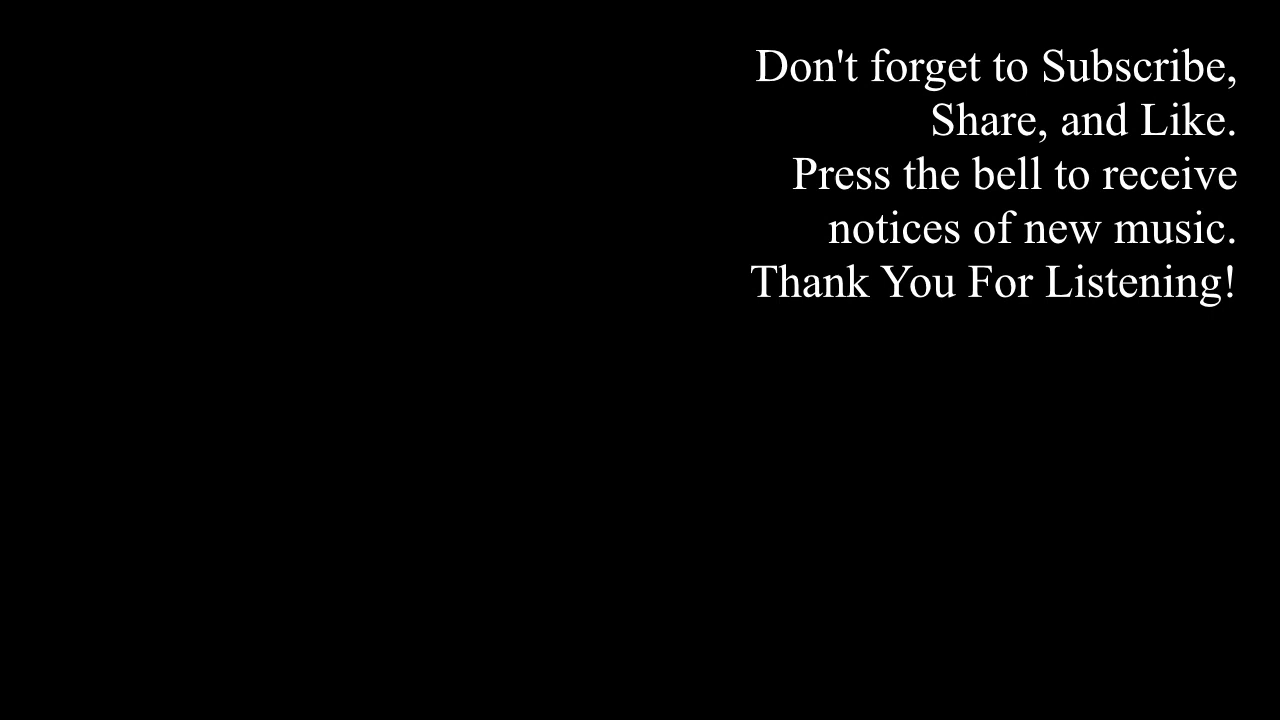 Don't forget to Subscribe,
Share, and Like.
Press the bell to receive
notices of new music.
Thank You For Listening!